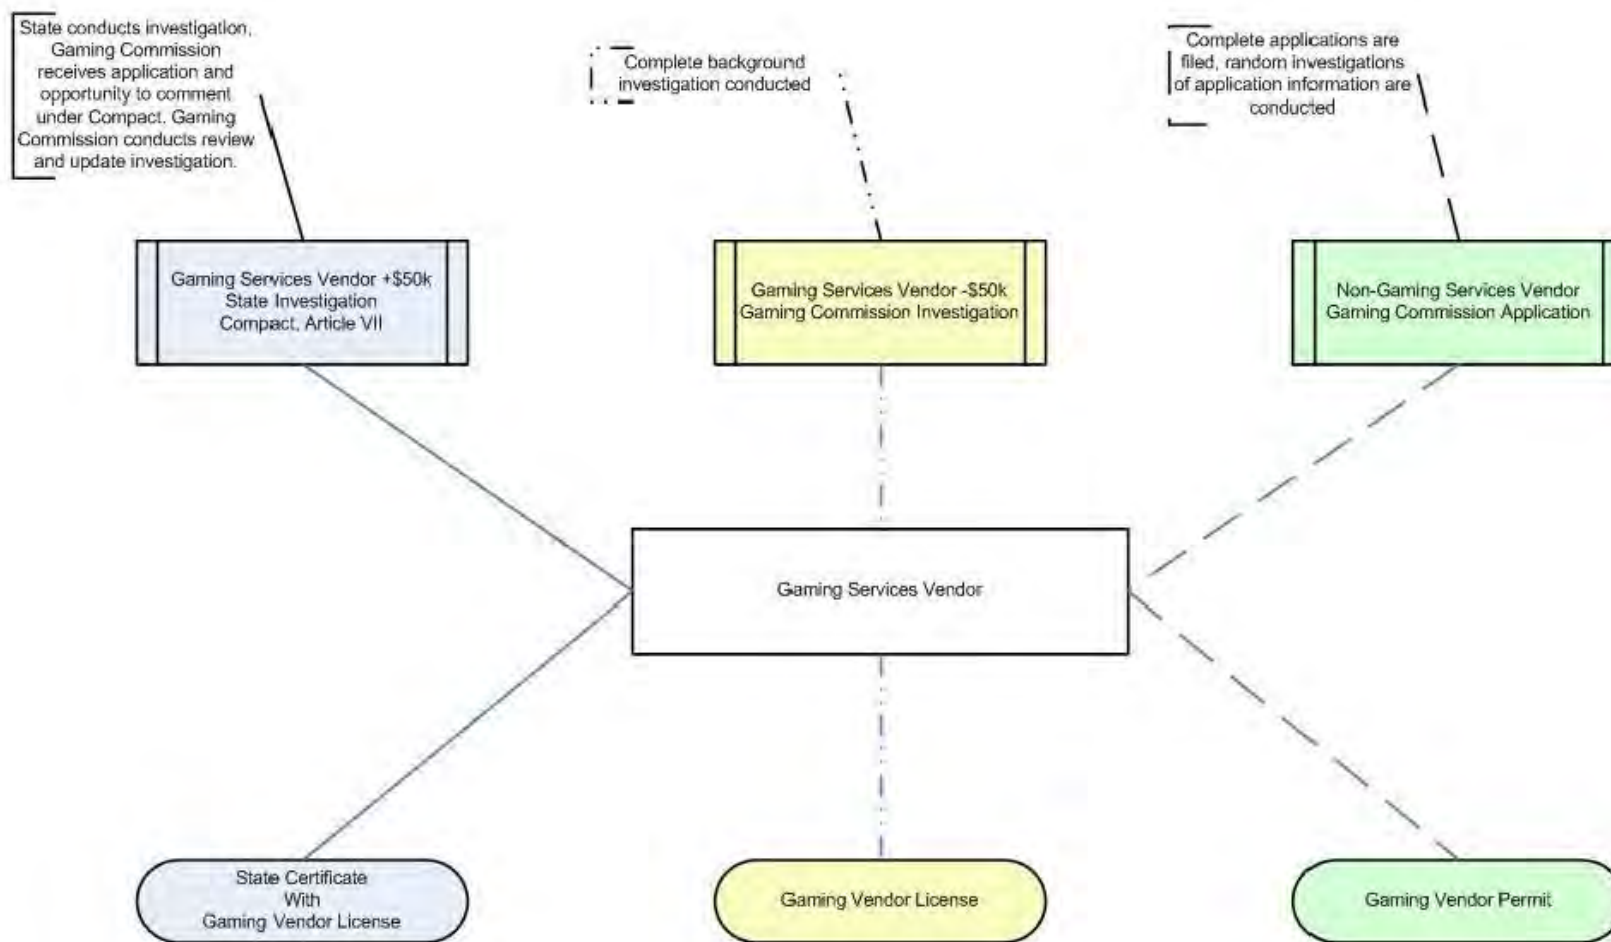 State conducts investigation,
Gaming Commission
receives application and
opportunity to comment
under Compact. Gaming
Commission conducts review
and update investigation.
Complete background
investigation conducted
Complete applications are
filed, random investigations
of application information are
conducted
Gaming Services Vendor +$50k
State Investigation
Compact, Article VII
Gaming Services Vendor -$50k
Gaming Commission Investigation
Non-Gaming Services Vendor
Gaming Commission Application
Gaming Services Vendor
State Certificate
With
Gaming Vendor License
Gaming Vendor License
Gaming Vendor Permit